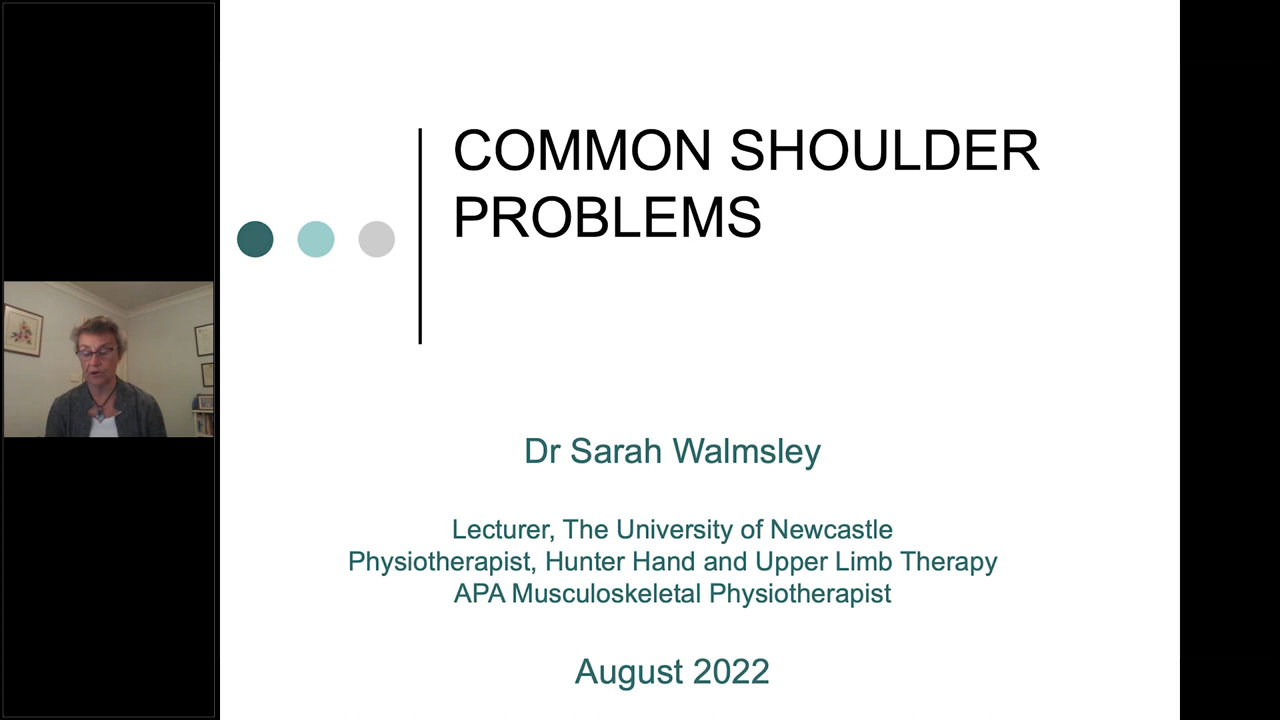 COMMON SHOULDER
PROBLEMS
Dr Sarah Walmsley
Lecturer, The University of Newcastle
Physiotherapist, Hunter Hand and Upper Limb Therapy
APA Musculoskeletal Physiotherapist
August 2022